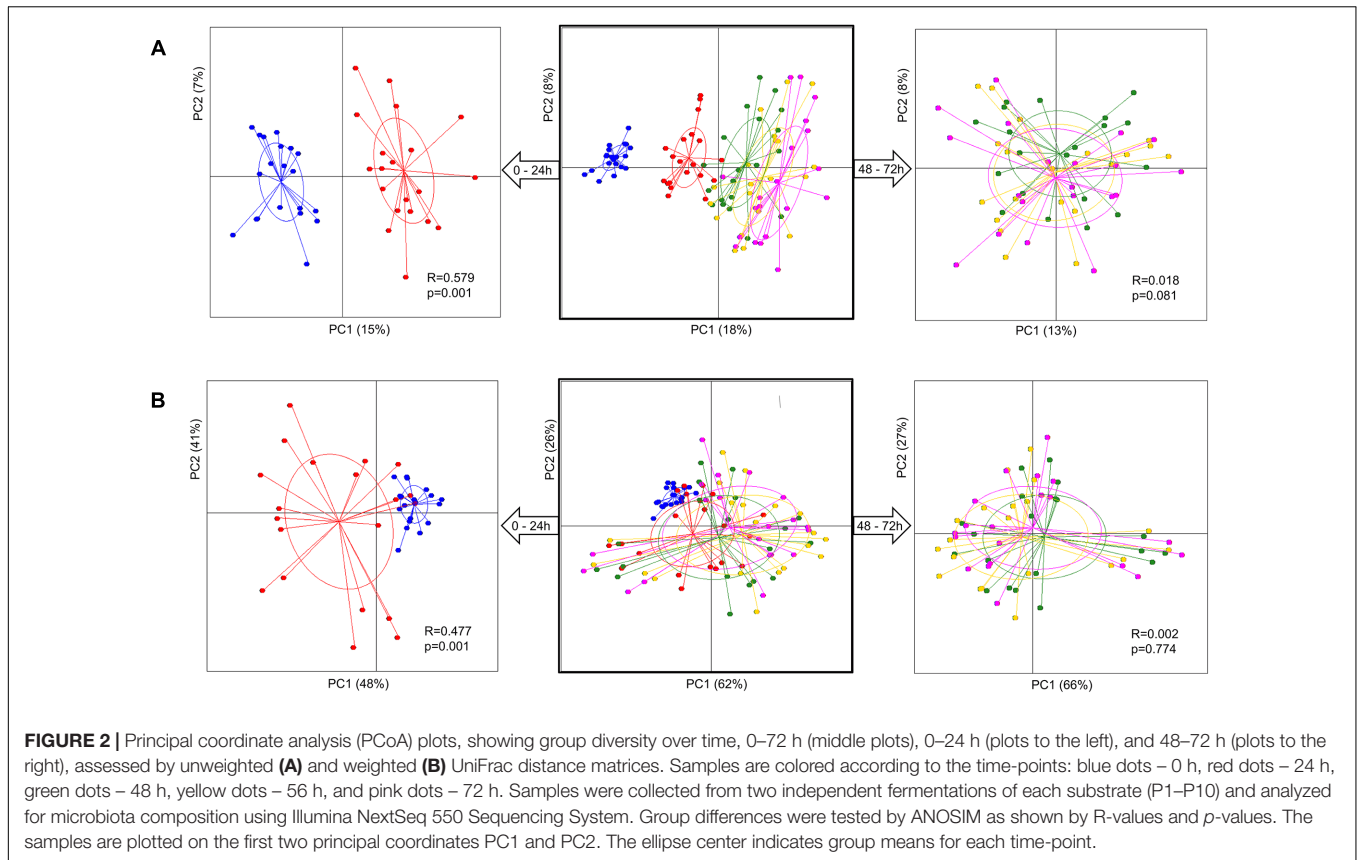 A
PC2 (7%)
PC1 (15%)
R=0.579
p=0.001
0 - 24h
PC2 (8%)
PC1 (18%)
48 - 72h
PC2 (8%)
PC1 (13%)
R=0.018
p=0.081
B
PC2 (41%)
PC1 (48%)
R=0.477
p=0.001
0 - 24h
PC2 (26%)
PC1 (62%)
48 - 72h
PC2 (27%)
PC1 (66%)
R=0.002
p=0.774
FIGURE 2 | Principal coordinate analysis (PCoA) plots, showing group diversity over time, 0–72 h (middle plots), 0–24 h (plots to the left), and 48–72 h (plots to the
right), assessed by unweighted (A) and weighted (B) UniFrac distance matrices. Samples are colored according to the time-points: blue dots – 0 h, red dots – 24 h,
green dots – 48 h, yellow dots – 56 h, and pink dots – 72 h. Samples were collected from two independent fermentations of each substrate (P1–P10) and analyzed
for microbiota composition using Illumina NextSeq 550 Sequencing System. Group differences were tested by ANOSIM as shown by R-values and p-values. The
samples are plotted on the first two principal coordinates PC1 and PC2. The ellipse center indicates group means for each time-point.